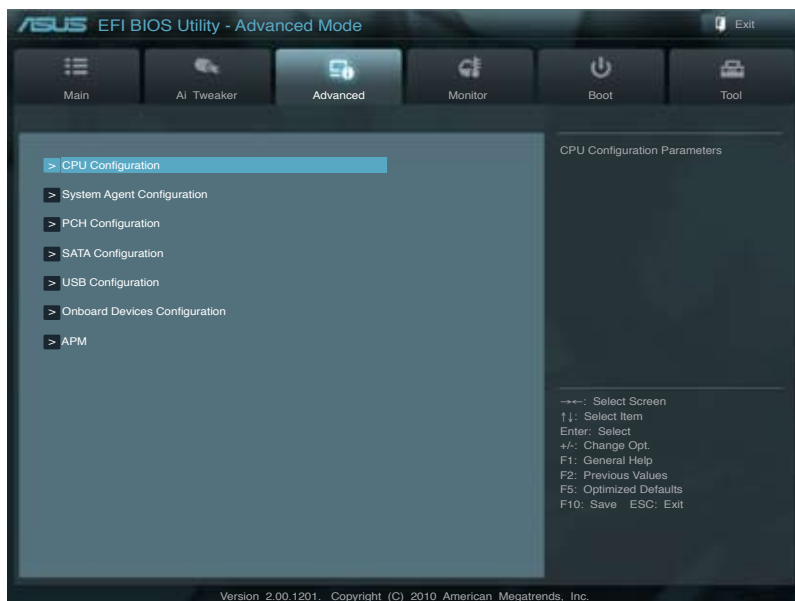 ASUS EFI BIOS Utility - Advanced Mode
Exit
Main
Ai Tweaker
Advanced
Monitor
Boot
Tool
> CPU Configuration
> System Agent Configuration
> PCH Configuration
> SATA Configuration
> USB Configuration
> Onboard Devices Configuration
> APM
CPU Configuration Parameters
→←: Select Screen
↑↓: Select Item
Enter: Select
+/-: Change Opt.
F1: General Help
F2: Previous Values
F5: Optimized Defaults
F10: Save ESC: Exit
Version 2.00.1201. Copyright (C) 2010 American Megatrends, Inc.